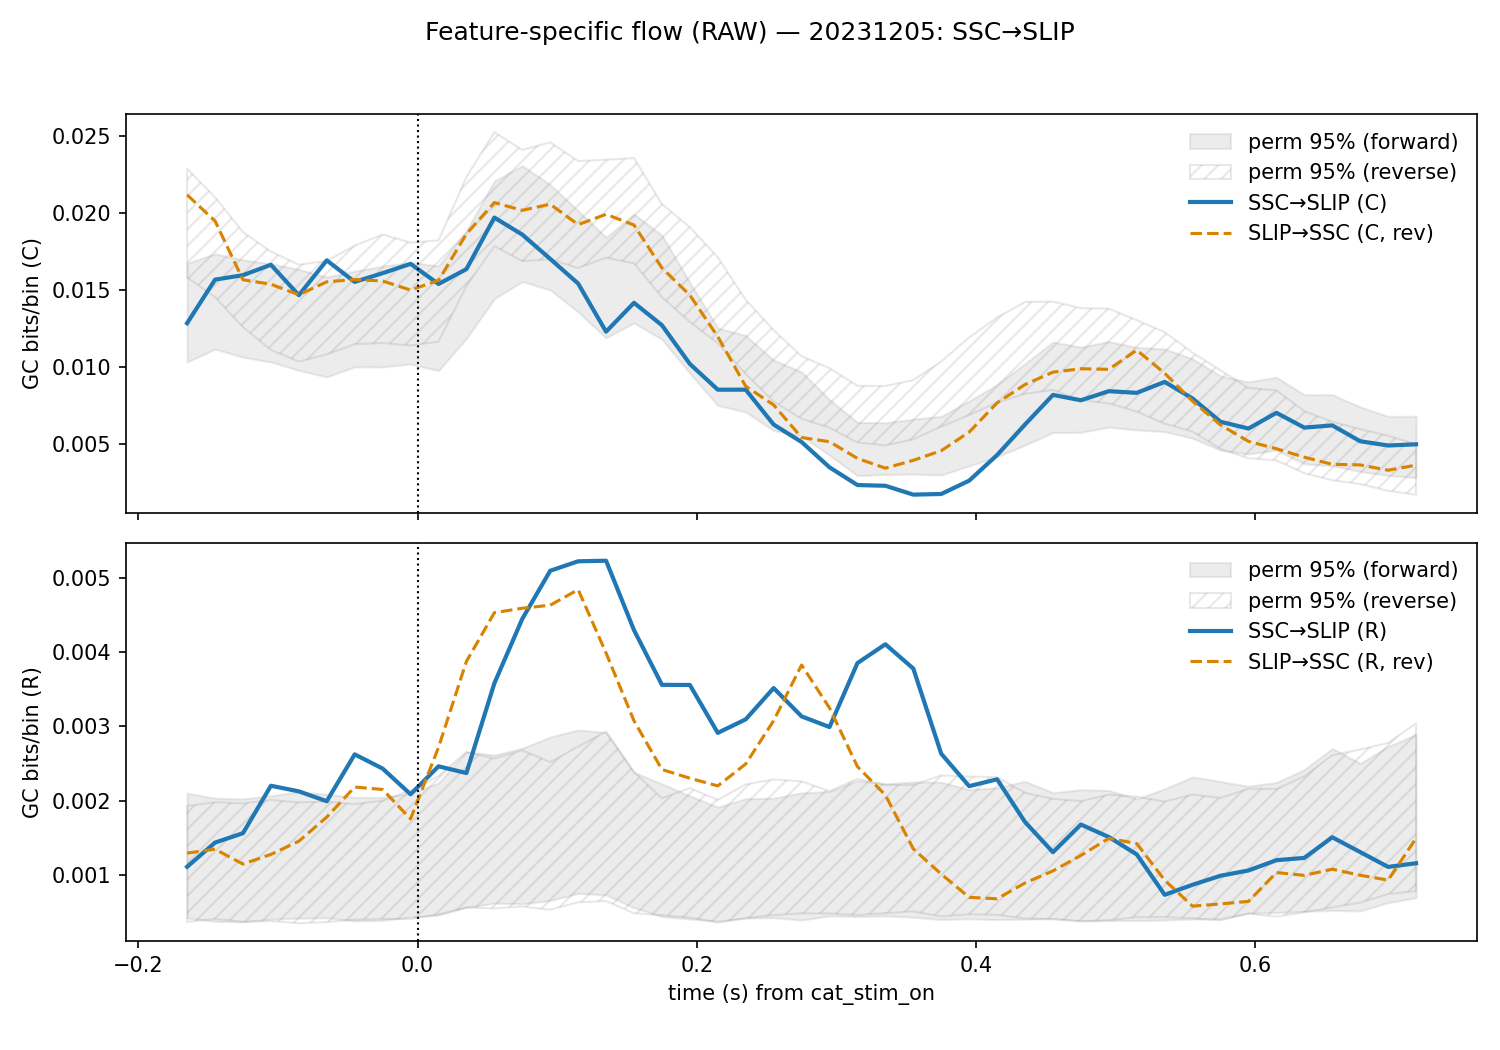 Feature-specific flow (RAW) — 20231205: SSC→SLIP
GC bits/bin (C)
0.025
0.020
0.015
0.010
0.005
perm 95% (forward)
perm 95% (reverse)
SSC→SLIP (C)
SLIP→SSC (C, rev)
GC bits/bin (R)
0.005
0.004
0.003
0.002
0.001
perm 95% (forward)
perm 95% (reverse)
SSC→SLIP (R)
SLIP→SSC (R, rev)
−0.2 0.0 0.2 0.4 0.6
time (s) from cat_stim_on